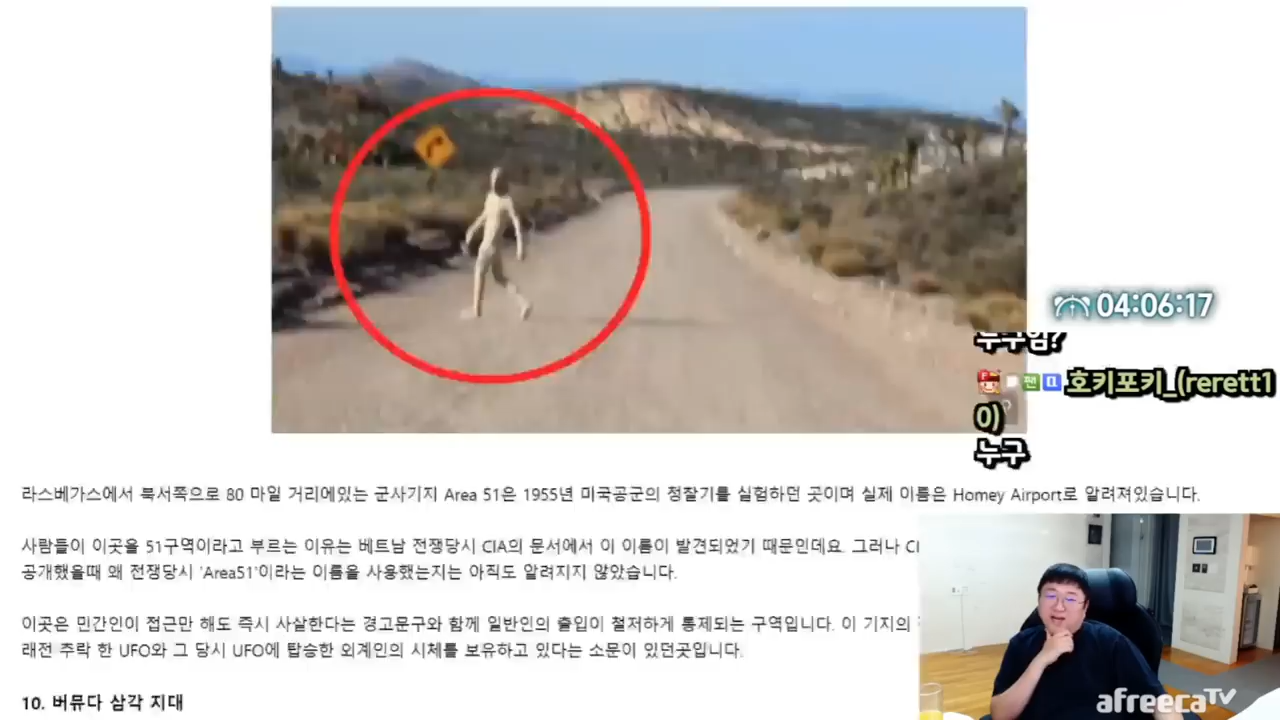 04:06:17
누구임?
팬
호키포키_(rerett1
이)
누구
라스베가스에서 북서쪽으로 80 마일 거리에있는 군사기지 Area 51은 1955년 미국공군의 정찰기를 실험하던 곳이며 실제 이름은 Homey Airport로 알려져있습니다.
사람들이 이곳을 51구역이라고 부르는 이유는 베트남 전쟁당시 CIA의 문서에서 이 이름이 발견되었기 때문인데요. 그러나 CI
공개했을때 왜 전쟁당시 'Area51'이라는 이름을 사용했는지는 아직도 알려지지 않았습니다.
이곳은 민간인이 접근만 해도 즉시 사살한다는 경고문구와 함께 일반인의 출입이 철저하게 통제되는 구역입니다. 이 기지의
래전 추락 한 UFO와 그 당시 UFO에 탑승한 외계인의 시체를 보유하고 있다는 소문이 있던곳입니다.
10. 버뮤다 삼각 지대
afreecaTV